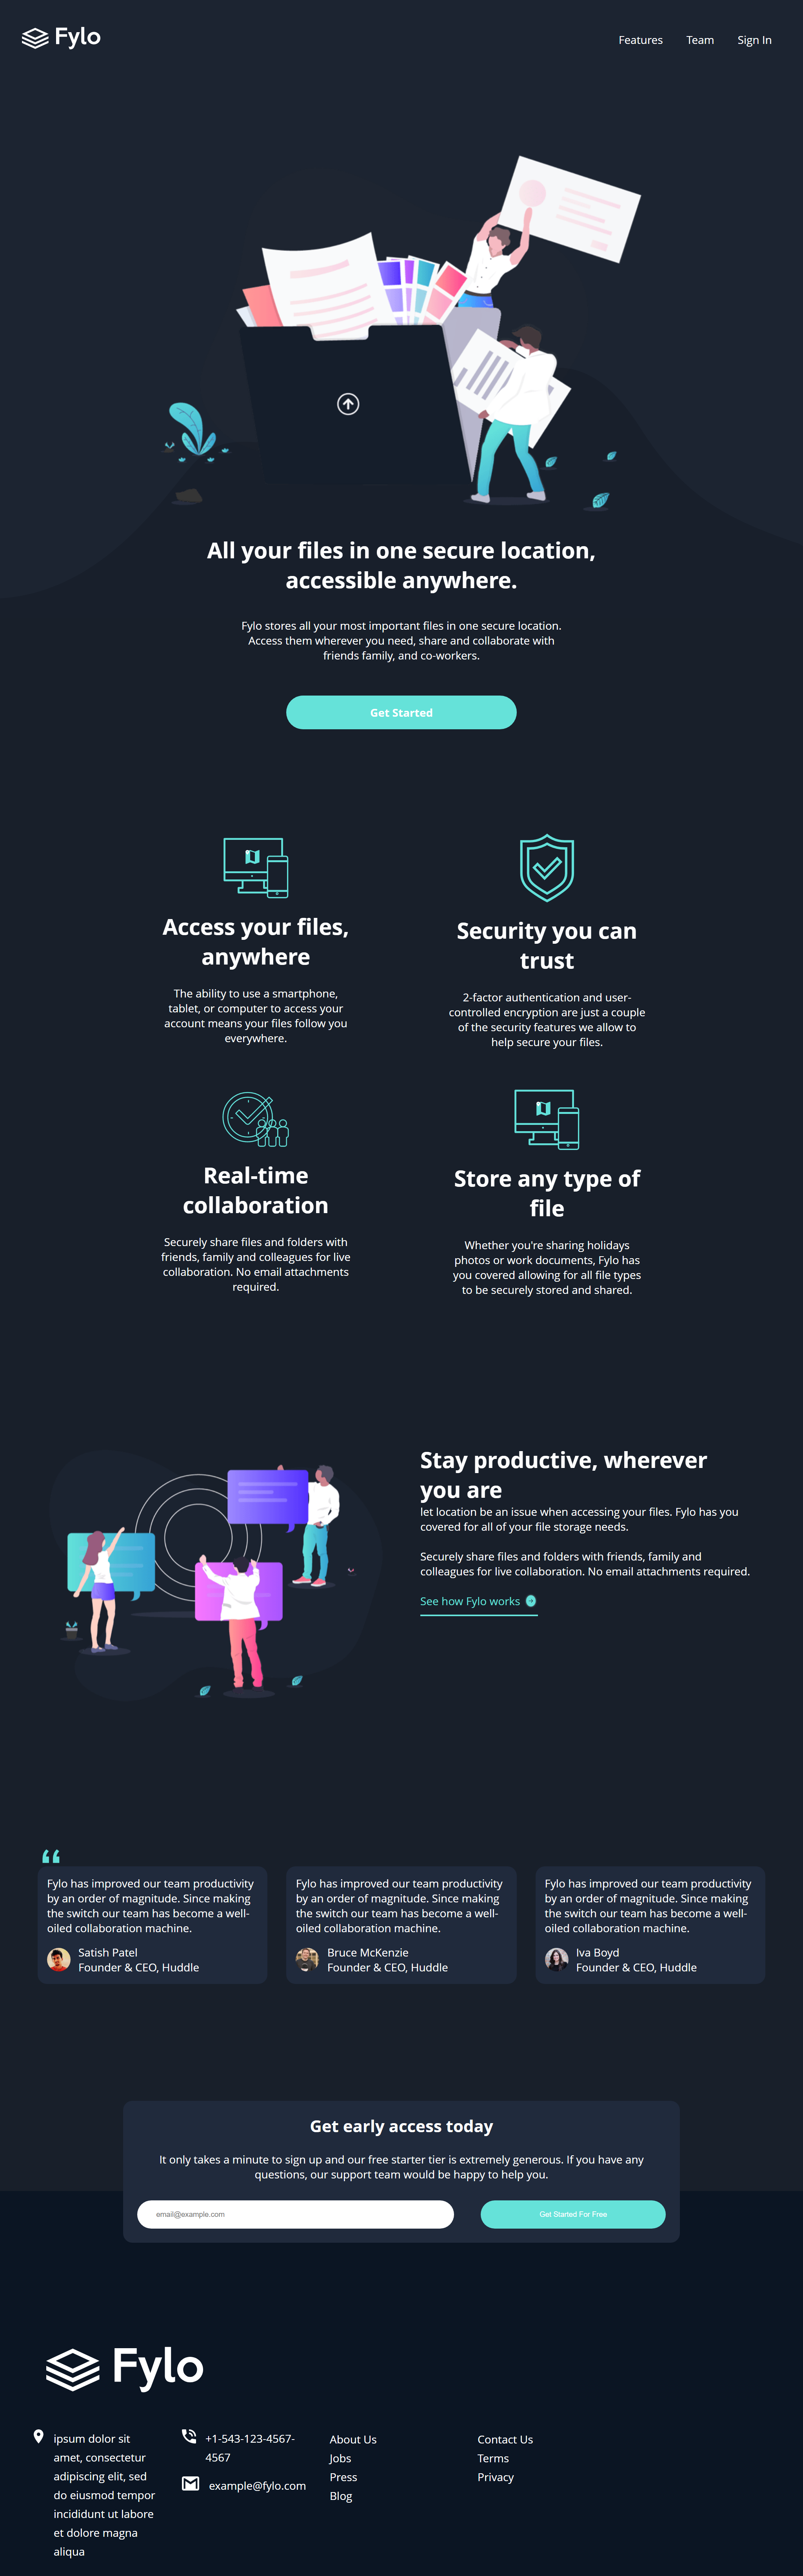 Fylo
Features Team Sign In
All your files in one secure location,
accessible anywhere.
Fylo stores all your most important files in one secure location.
Access them wherever you need, share and collaborate with
friends family, and co-workers.
Get Started
Access your files,
anywhere
The ability to use a smartphone,
tablet, or computer to access your
account means your files follow you
everywhere.
Security you can
trust
2-factor authentication and user-
controlled encryption are just a couple
of the security features we allow to
help secure your files.
Real-time
collaboration
Securely share files and folders with
friends, family and colleagues for live
collaboration. No email attachments
required.
Store any type of
file
Whether you're sharing holidays
photos or work documents, Fylo has
you covered allowing for all file types
to be securely stored and shared.
Stay productive, wherever
you are
let location be an issue when accessing your files. Fylo has you
covered for all of your file storage needs.
Securely share files and folders with friends, family and
colleagues for live collaboration. No email attachments required.
See how Fylo works
“
Fylo has improved our team productivity
by an order of magnitude. Since making
the switch our team has become a well-
oiled collaboration machine.
Satish Patel
Founder & CEO, Huddle
Fylo has improved our team productivity
by an order of magnitude. Since making
the switch our team has become a well-
oiled collaboration machine.
Bruce McKenzie
Founder & CEO, Huddle
Fylo has improved our team productivity
by an order of magnitude. Since making
the switch our team has become a well-
oiled collaboration machine.
Iva Boyd
Founder & CEO, Huddle
Get early access today
It only takes a minute to sign up and our free starter tier is extremely generous. If you have any
questions, our support team would be happy to help you.
email@example.com
Get Started For Free
Fylo
ipsum dolor sit
amet, consectetur
adipiscing elit, sed
do eiusmod tempor
incididunt ut labore
et dolore magna
aliqua
+1-543-123-4567-
4567
example@fylo.com
About Us
Jobs
Press
Blog
Contact Us
Terms
Privacy